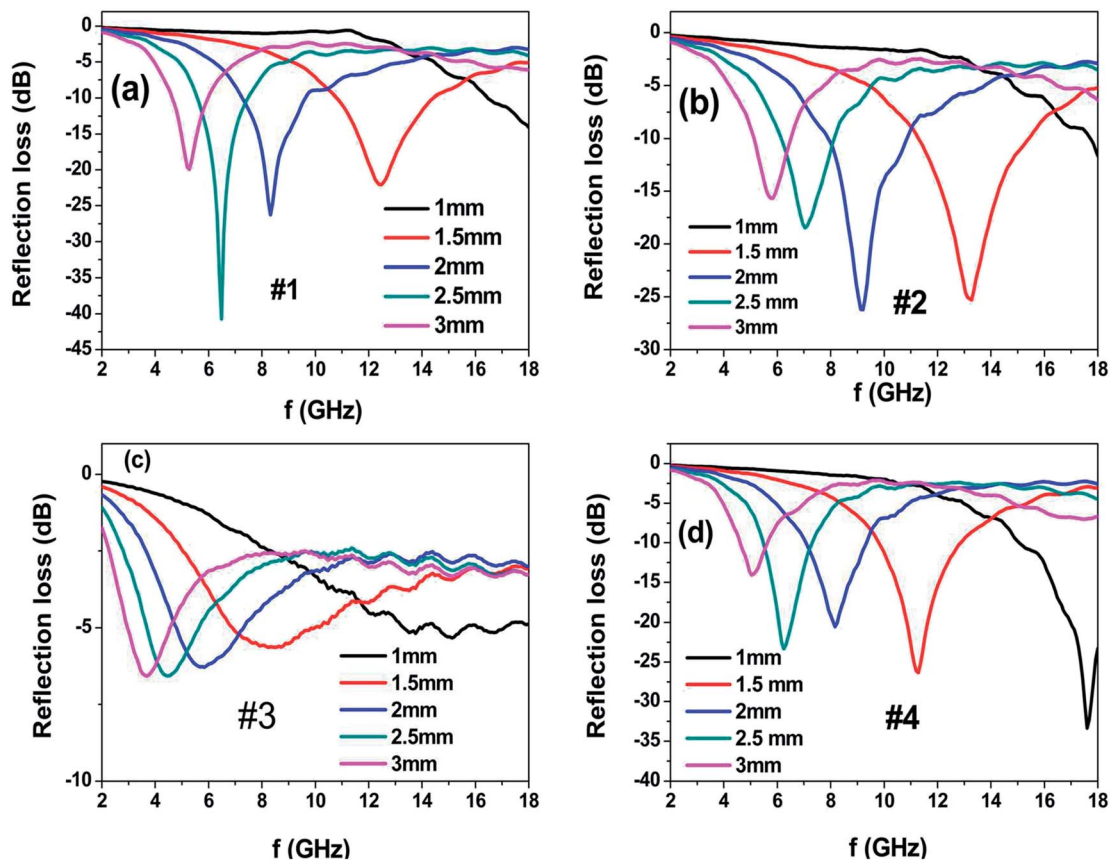 (a)
Reflection loss (dB)
0
-5
-10
-15
-20
-25
-30
-35
-40
-45
2 4 6 8 10 12 14 16 18
f (GHz)
#1
1mm
1.5mm
2mm
2.5mm
3mm
(b)
Reflection loss (dB)
0
-5
-10
-15
-20
-25
-30
2 4 6 8 10 12 14 16 18
f (GHz)
#2
1mm
1.5 mm
2mm
2.5 mm
3mm
(c)
Reflection loss (dB)
0
-5
-10
2 4 6 8 10 12 14 16 18
f (GHz)
#3
1mm
1.5mm
2mm
2.5mm
3mm
(d)
Reflection loss (dB)
0
-5
-10
-15
-20
-25
-30
-35
-40
2 4 6 8 10 12 14 16 18
f (GHz)
#4
1mm
1.5 mm
2mm
2.5 mm
3mm